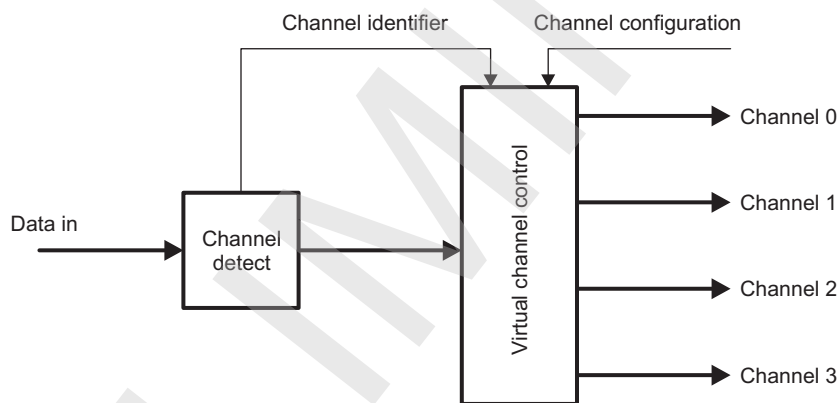 Channel identifier
Channel configuration
Data in
Channel
detect
Virtual channel control
Channel 0
Channel 1
Channel 2
Channel 3